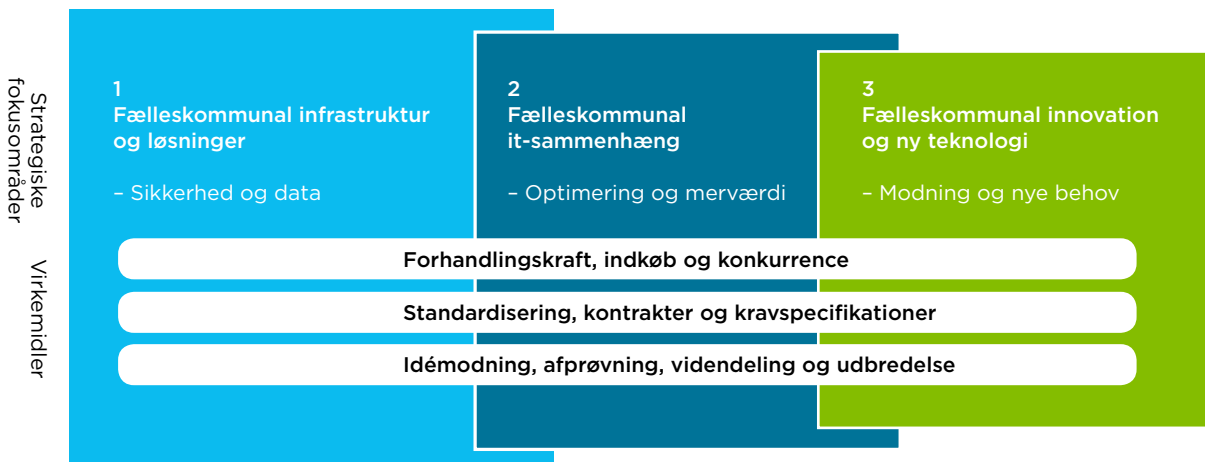 Strategiske
fokusområder
1
Fælleskommunal infrastruktur
og løsninger
– Sikkerhed og data
2
Fælleskommunal
it-sammenhæng
– Optimering og merværdi
3
Fælleskommunal innovation
og ny teknologi
– Modning og nye behov
Virkemidler
Forhandlingskraft, indkøb og konkurrence
Standardisering, kontrakter og kravspecifikationer
Idémodning, afprøvning, videndeling og udbredelse